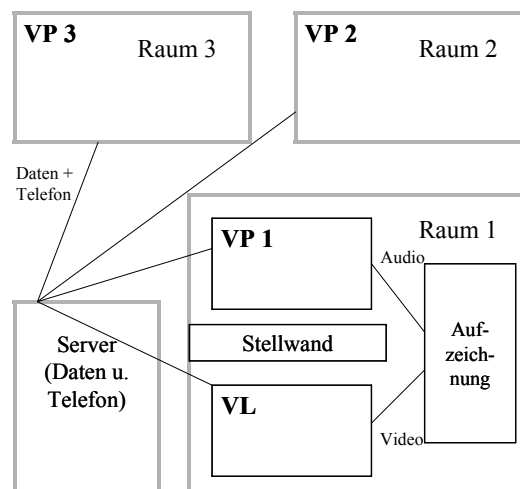 VP 3
Raum 3
VP 2
Raum 2
Daten +
Telefon
VP 1
Raum 1
Audio
Auf-
zeich-
nung
Stellwand
Server
(Daten u.
Telefon)
VL
Video